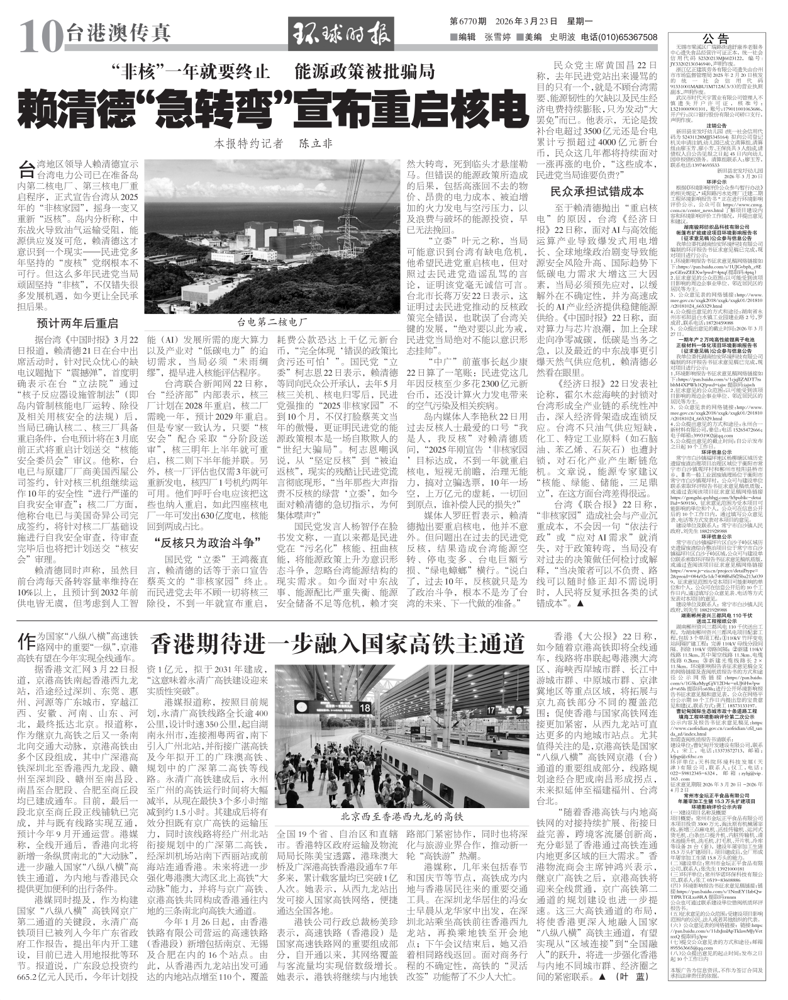 10 台港澳传真
环球时报
第6770期 2026年3月23日 星期一
■编辑 张雪婷 ■美编 史明波 电话(010)65367508
“非核”一年就要终止 能源政策被批骗局
赖清德“急转弯”宣布重启核电
本报特约记者 陈立非
台湾地区领导人赖清德宣示
台湾电力公司已在准备岛
内第二核电厂、第三核电厂重
启程序，正式宣告台湾从2025
年的“非核家园”，摇身一变又
重新“返核”。岛内分析称，中
东战火导致油气运输受阻，能
源供应岌岌可危，赖清德这才
意识到一个现实——民进党多
年坚持的“废核”党纲根本不
可行。但这么多年民进党当局
顽固坚持“非核”，不仅错失很
多发展机遇，如今更让全民承
担后果。
预计两年后重启
据台湾《中国时报》3月22
日报道，赖清德21日在台中出
席活动时，针对民众忧心的缺
电议题抛下“震撼弹”，首度明
确表示在台“立法院”通过
“核子反应器设施管制法”（即
岛内管制核能电厂运转、除役
及相关用核安全的法规）后，
当局已确认核二、核三厂具备
重启条件，台电预计将在3月底
前正式将重启计划送交“核能
安全委员会”审议。他称，台
电已与原建厂厂商美国西屋公
司签约，针对核三机组继续运
作10年的安全性“进行严谨的
自我安全审查”；核二厂方面，
他称台电已与美国奇异公司完
成签约，将针对核二厂基础设
施进行自我安全审查，待审查
完毕后也将把计划送交“核安
会”审理。
赖清德同时声称，虽然目
前台湾每天备转容量率维持在
10%以上，且预计到2032年前
供电皆无虞，但考虑到人工智
台电第二核电厂
能（AI）发展所需的庞大算力
以及产业对“低碳电力”的迫
切需求，当局必须“未雨绸
缪”，提早进入核能评估程序。
台湾联合新闻网22日称，
台“经济部”内部表示，核三
厂计划在2028年重启，核二厂
需晚一年，预计2029年重启。
但是专家一致认为，只要“核
安会”配合采取“分阶段运
审”，核三明年上半年就可重
启，核二则下半年能并联。另
外，核一厂评估也仅需3年就可
重新发电，核四厂1号机约两年
可用。他们呼吁台电应该把这
些也纳入重启，如此四座核电
厂一年可发出630亿度电，核能
回到两成占比。
“反核只为政治斗争”
国民党“立委”王鸿薇直
言，赖清德的话等于亲口宣告
蔡英文的“非核家园”终止。
而民进党去年不顾一切将核三
除役，不到一年就宣布重启，
耗费公款恐达上千亿元新台
币，“完全体现‘错误的政策比
贪污还可怕’”。国民党“立
委”柯志恩22日表示，赖清德
等同向民众公开承认，去年5月
核三关机、核电归零后，民进
党强推的“2025非核家园”不
到10个月，不仅打脸蔡英文当
年的傲慢，更证明民进党的能
源政策根本是一场自欺欺人的
“世纪大骗局”。柯志恩嘲讽
说，从“坚定反核”到“被迫
返核”，现实的残酷让民进党谎
言彻底现形，“当年那些大声指
责不反核的绿营‘立委’，如今
面对赖清德的急切指示，为何
集体噤声？”
国民党发言人杨智伃在脸
书发文称，一直以来都是民进
党在“污名化”核能、扭曲核
能，将能源政策上升为意识形
态斗争，忽略台湾能源结构的
现实需求。如今面对中东战
事、能源配比严重失衡、能源
安全储备不足等危机，赖才突
然大转弯，死到临头才悬崖勒
马。但错误的能源政策所造成
的后果，包括高涨回不去的物
价、昂贵的电力成本、被迫增
加的火力发电与空污压力，以
及浪费与破坏的能源投资，早
已无法挽回。
“立委”叶元之称，当局
可能意识到台湾有缺电危机，
他希望民进党重启核电，但对
照过去民进党造谣乱骂的言
论，证明该党毫无诚信可言。
台北市长蒋万安22日表示，这
证明过去民进党推动的反核政
策完全错误，也耽误了台湾关
键的发展，“绝对要以此为戒，
民进党当局绝对不能以意识形
态挂帅”。
“中广”前董事长赵少康
22日算了一笔账：民进党这几
年因反核至少多花2300亿元新
台币，还没计算火力发电带来
的空气污染及相关疾病。
岛内媒体人李艳秋22日用
过去反核人士最爱的口号“我
是人，我反核”对赖清德质
问，“2025年刚宣告‘非核家园
’目标达成，不到一年就重启
核电，短视无前瞻，治理无能
力，搞对立骗选票，10年一场
空，上万亿元的虚耗，一切回
到原点，谁补偿人民的损失？”
媒体人罗旺哲表示，赖清
德抛出要重启核电，他并不意
外。但问题出在过去的民进党
反核，结果造成台湾能源空
转、停电变多、台电巨额亏
损、“绿电蟑螂”横行。“说白
了，过去10年，反核就只是为
了政治斗争，根本不是为了台
湾的未来、下一代做的准备。”
民众党主席黄国昌22日
称，去年民进党站出来谩骂的
目的只有一个，就是不顾台湾需
要、能源韧性的欠缺以及民生经
济电费持续膨胀，只为发动“大
罢免”而已。他表示，无论是拨
补台电超过3500亿元还是台电
累计亏损超过4000亿元新台
币，民众这几年都将持续面对
一涨再涨的电价，“这些成本，
民进党当局谁要负责？”
民众承担试错成本
至于赖清德抛出“重启核
电”的原因，台湾《经济日
报》22日称，面对AI与高效能
运算产业导致爆发式用电增
长、全球地缘政治剧变导致能
源安全风险升高、国际趋势下
低碳电力需求大增这三大因
素，当局必须预先应对，以缓
解外在不确定性，并为高速成
长的AI产业经济提供稳健能源
供给。《中国时报》22日称，面
对算力与芯片浪潮，加上全球
走向净零减碳，低碳是当务之
急，以及最近的中东战事更引
爆天然气供应危机，赖清德必
然看在眼里。
《经济日报》22日发表社
论称，霍尔木兹海峡的封锁对
台湾形成全产业链的系统性冲
击，深入经济骨架造成连锁反
应。台湾不只油气供应短缺，
化工、特定工业原料（如石脑
油、苯乙烯、石灰石）也遭封
锁，对石化产业产生断链危
机。文章说，能源专家建议
“核能、绿能、储能，三足鼎
立”，在这方面台湾差得很远。
台湾《联合报》22日称，
“非核家园”造成社会与产业沉
重成本，不会因一句“依法行
政”或“应对AI需求”就消
失，对于政策转弯，当局没有
对过去的决策做任何检讨或解
释，“当决策者可以不负责、路
线可以随时修正却不需说明
时，人民将反复承担各类的试
错成本”。▲
香港期待进一步融入国家高铁主通道
作为国家“八纵八横”高速铁
路网中的重要“一纵”，京港
高铁有望在今年实现全线通车。
据香港文汇网3月22日报
道，京港高铁南起香港西九龙
站，沿途经过深圳、东莞、惠
州、河源等广东城市，穿越江
西、安徽、河南、山东、河
北，最终抵达北京。报道称，
作为继京九高铁之后又一条南
北向交通大动脉，京港高铁由
多个区段组成，其中广深港高
铁深圳北至香港西九龙段、赣
州至深圳段、赣州至南昌段、
南昌至合肥段、合肥至商丘段
均已建成通车。目前，最后一
段北京至商丘段正线铺轨已完
成，并与既有线路实现互通，
预计今年9月开通运营。港媒
称，全线开通后，香港向北将
新增一条纵贯南北的“大动脉”，
进一步融入国家“八纵八横”高
铁主通道，为内地与香港民众
提供更加便利的出行条件。
港媒同时提及，作为构建
国家“八纵八横”高铁网京广
第二通道的关键段，永清广高
铁项目已被列入今年广东省政
府工作报告，提出年内开工建
设，目前已进入用地报批等环
节。报道说，广东段总投资约
665.2亿元人民币，今年计划投
资1亿元，拟于2031年建成，
“这意味着永清广高铁建设迎来
实质性突破”。
港媒报道称，按照目前规
划，永清广高铁线路全长逾400
公里，设计时速350公里，起自湖
南永州市，连接湘粤两省，南下
引入广州北站，并衔接广湛高铁
及今年拟开工的广珠澳高铁、
规划中的广深第二高铁等线
路。永清广高铁建成后，永州
至广州的高铁运行时间将大幅
减半，从现在最快3个多小时缩
减到约1.5小时。其建成后将有
效分担既有京广高铁的运输压
力，同时该线路将经广州北站
衔接规划中的广深第二高铁，
经深圳机场站南下西丽站或前
海站连通香港。未来将进一步
强化粤港澳大湾区北上高铁“大
动脉”能力，并将与京广高铁、
京港高铁共同构成香港通往内
地的三条南北向高铁大通道。
今年1月26日起，由香港
铁路有限公司营运的高速铁路
（香港段）新增包括南京、无锡
及合肥在内的16个站点。由
此，从香港西九龙站出发可通
达的内地站点增至110个，覆盖
18
17
北京西至香港西九龙的高铁
全国19个省、自治区和直辖
市。香港特区政府运输及物流
局局长陈美宝透露，港珠澳大
桥及广深港高铁香港段通车7年
多来，累计载客量均已突破1亿
人次。她表示，从西九龙站出
发可接入国家高铁网络，便捷
通达全国各地。
港铁公司行政总裁杨美珍
表示，高速铁路（香港段）是
国家高速铁路网的重要组成部
分，自开通以来，其网络覆盖
与客流量均实现倍数级增长。
她表示，港铁将继续与内地铁
路部门紧密协作，同时也将深
化与旅游业界合作，推动新一
轮“高铁游”热潮。
港媒称，几年来包括春节
和国庆节等节点，高铁成为内
地与香港居民往来的重要交通
工具。在深圳龙华居住的冯女
士早晨从龙华家中出发，在深
圳北站乘坐高铁前往香港西九
龙站，再换乘地铁至开会地
点；下午会议结束后，她又沿
着相同路线返回。面对商务行
程的不确定性，高铁的“灵活
改签”功能帮了不少人大忙。
香港《大公报》22日称，
如今随着京港高铁即将全线通
车，线路将串联起粤港澳大湾
区、海峡西岸城市群、长江中
游城市群、中原城市群、京津
冀地区等重点区域，将拓展与
京九高铁部分不同的覆盖范
围；促使香港与国家高铁网连
接更加紧密，从西九龙站可直
达更多的内地城市站点。尤其
值得关注的是，京港高铁是国家
“八纵八横”高铁网京港（台）
通道的重要组成部分，线路规
划途经合肥或南昌形成拐点，
未来拟延伸至福建福州、台湾
台北。
“随着香港高铁与内地高
铁网的对接持续扩展、衔接日
益完善，跨境客流屡创新高，
充分彰显了香港通过高铁连通
内地更多区域的巨大需求。”香
港物流商会主席钟鸿兴表示，
继京广高铁之后，京港高铁将
迎来全线贯通，京广高铁第二
通道的规划建设也进一步提
速。这三大高铁通道的布局，
将使香港更深入地融入国家
“八纵八横”高铁主通道，有望
实现从“区域连接”到“全国融
入”的跃升，将进一步强化香港
与内地不同城市群、经济圈之
间的紧密联系。▲ （叶 蓝）
公 告
无锡市梁溪区广瑞路街道舒康养老服务
中心遗失食品经营许可证正本，统一社会
信用代码52320213MJ6023122，编号:
JY33202130346940，声明作废。
浙江亿正建筑劳务有限公司遗失由台州
市市场监督管理局2025年2月20日核发
的统一社会信用代码
91331001MABU1M712A(3/3)的营业执照
副本，声明作废。
武汉市时代天宇置业有限公司管理人不
慎遗失开户许可证，核准号：
L5210000901101，账号：179011001063686，
开户行：汉口银行股份有限公司硚口支行，
声明作废。
注销公告
新田县宏发圩幼儿园（统一社会信用代
码为52431128MJJ5345164）拟向公司登记
机关申请注销，幼儿园已成立清算组，清算
组由廖玉芳、廖小芳、王保良共3人组成，请
债权人自公告见报之日起45日内向幼儿
园申报债权债务。清算组联系人：廖玉芳，
联系电话：13974693533
新田县宏发圩幼儿园
2026年3月20日
环评公示
湖南骏邦纺织品科技有限公司
帐篷布扩能建设项目环境影响报告书
（征求意见稿）公众参与信息公告
一期年产2万吨高性能锂离子电池
正极材料一体化项目环境影响报告书
（征求意见稿）公众参与信息公告
环评信息公示
环评信息公示
湖南郴州资兴三都风电110千伏
送出工程报纸公示
曹妃甸国际生态城市政十条道路工程
填海工程环境影响评价第二次公示
常州市金坛正平食品有限公司
年屠宰加工生猪15.3万头扩建项目
环境影响评价公示内容
本版广告为信息资讯，不作为签订合同及
承担法律责任的依据。